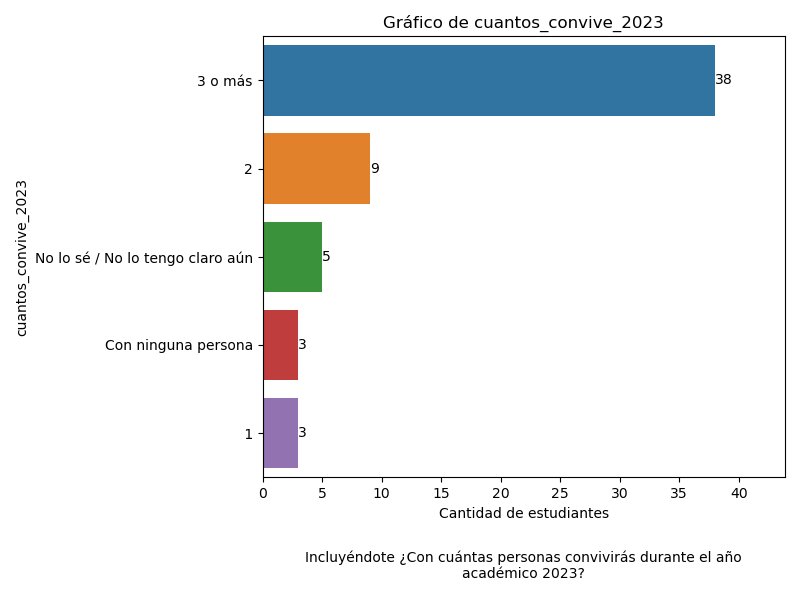 Gráfico de cuantos_convive_2023
cuantos_convive_2023
3 o más
38
2
9
No lo sé / No lo tengo claro aún
5
Con ninguna persona
3
1
3
0 5 10 15 20 25 30 35 40
Cantidad de estudiantes
Incluyéndote ¿Con cuántas personas convivirás durante el año
académico 2023?